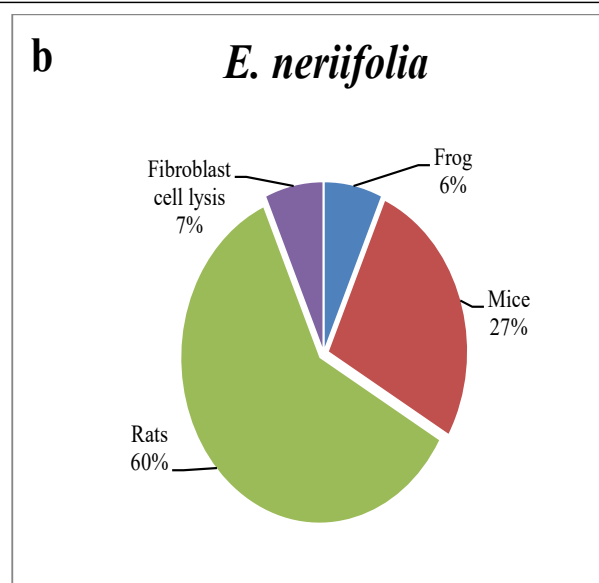 b
E. neriifolia
Frog
6%
Fibroblast
cell lysis
7%
Mice
27%
Rats
60%